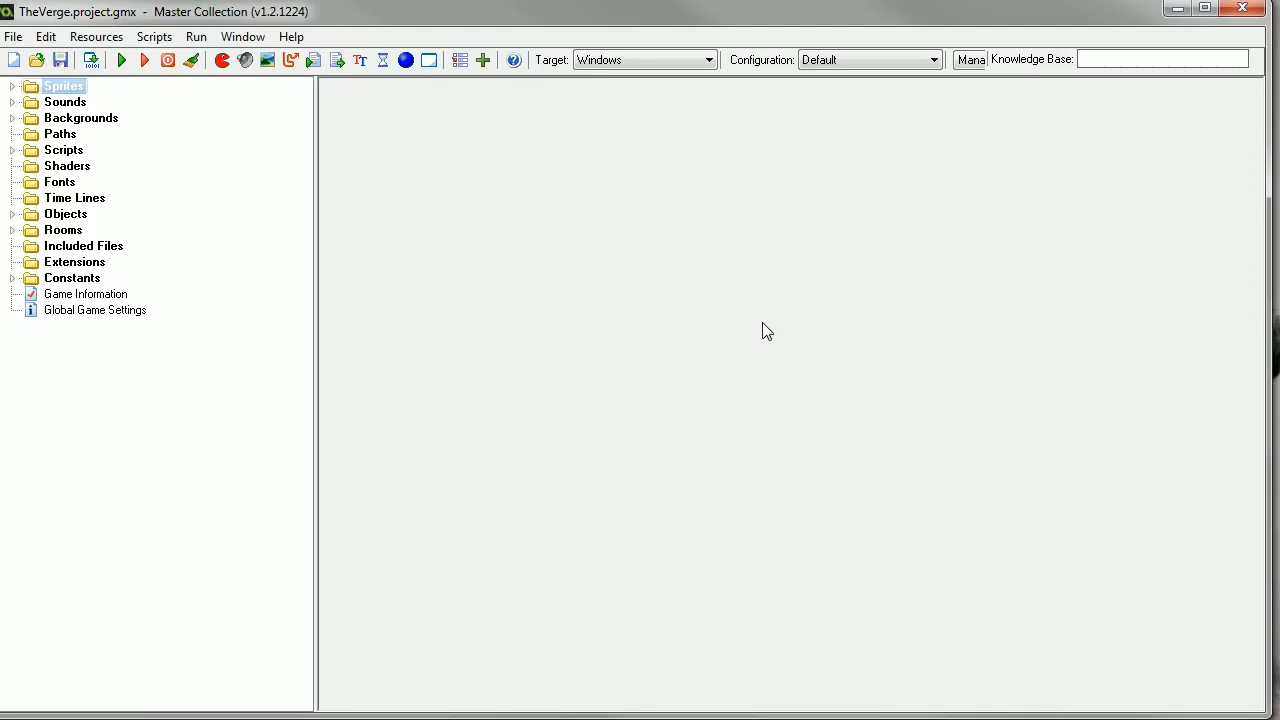 TheVerge.project.gmx - Master Collection (v1.2.1224)
File Edit Resources Scripts Run Window Help
Target: Windows Configuration: Default Mana Knowledge Base:
Sprites
Sounds
Backgrounds
Paths
Scripts
Shaders
Fonts
Time Lines
Objects
Rooms
Included Files
Extensions
Constants
Game Information
Global Game Settings